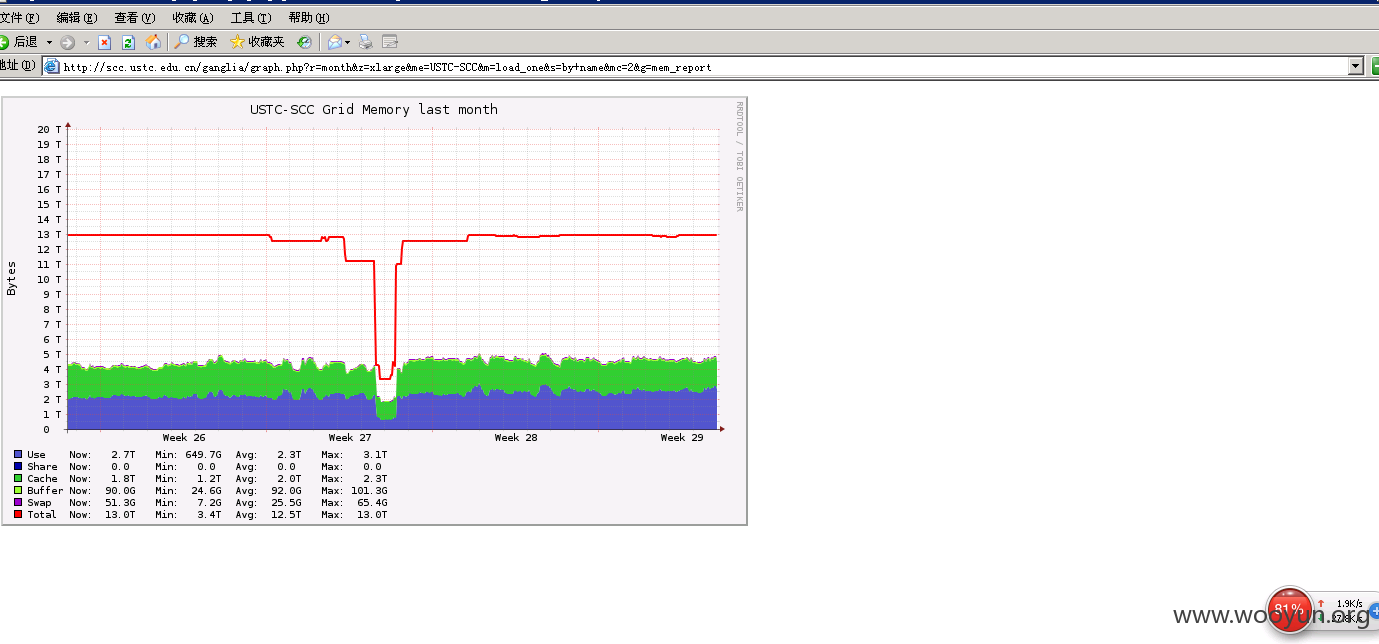 文件(F) 编辑(E) 查看(V) 收藏(A) 工具(T) 帮助(H)
后退 搜索 收藏夹
地址(D) http://scc.ustc.edu.cn/ganglia/graph.php?r=month&z=xlarge&me=USTC-SCC&m=load_one&s=by+name&mc=2&g=mem_report
USTC-SCC Grid Memory last month
RRDTOOL / TOBI OETIKER
Bytes
20 T
19 T
18 T
17 T
16 T
15 T
14 T
13 T
12 T
11 T
10 T
9 T
8 T
7 T
6 T
5 T
4 T
3 T
2 T
1 T
0
Week 26 Week 27 Week 28 Week 29
Use Now: 2.7T Min: 649.7G Avg: 2.3T Max: 3.1T
Share Now: 0.0 Min: 0.0 Avg: 0.0 Max: 0.0
Cache Now: 1.8T Min: 1.2T Avg: 2.0T Max: 2.3T
Buffer Now: 90.0G Min: 24.6G Avg: 92.0G Max: 101.3G
Swap Now: 51.3G Min: 7.2G Avg: 25.5G Max: 65.4G
Total Now: 13.0T Min: 3.4T Avg: 12.5T Max: 13.0T
81% 1.9K/s
www.wooyun.org